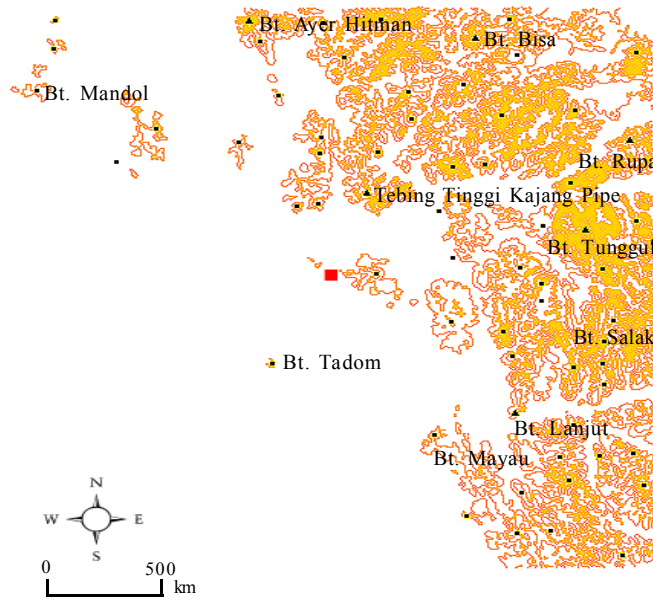 Bt. Ayer Hitman
Bt. Bisa
Bt. Mandol
Bt. Rupa
Tebing Tinggi Kajang Pipe
Bt. Tunggul
Bt. Salak
Bt. Tadom
Bt. Lanjut
Bt. Mayau
N
W E
S
0 500
km